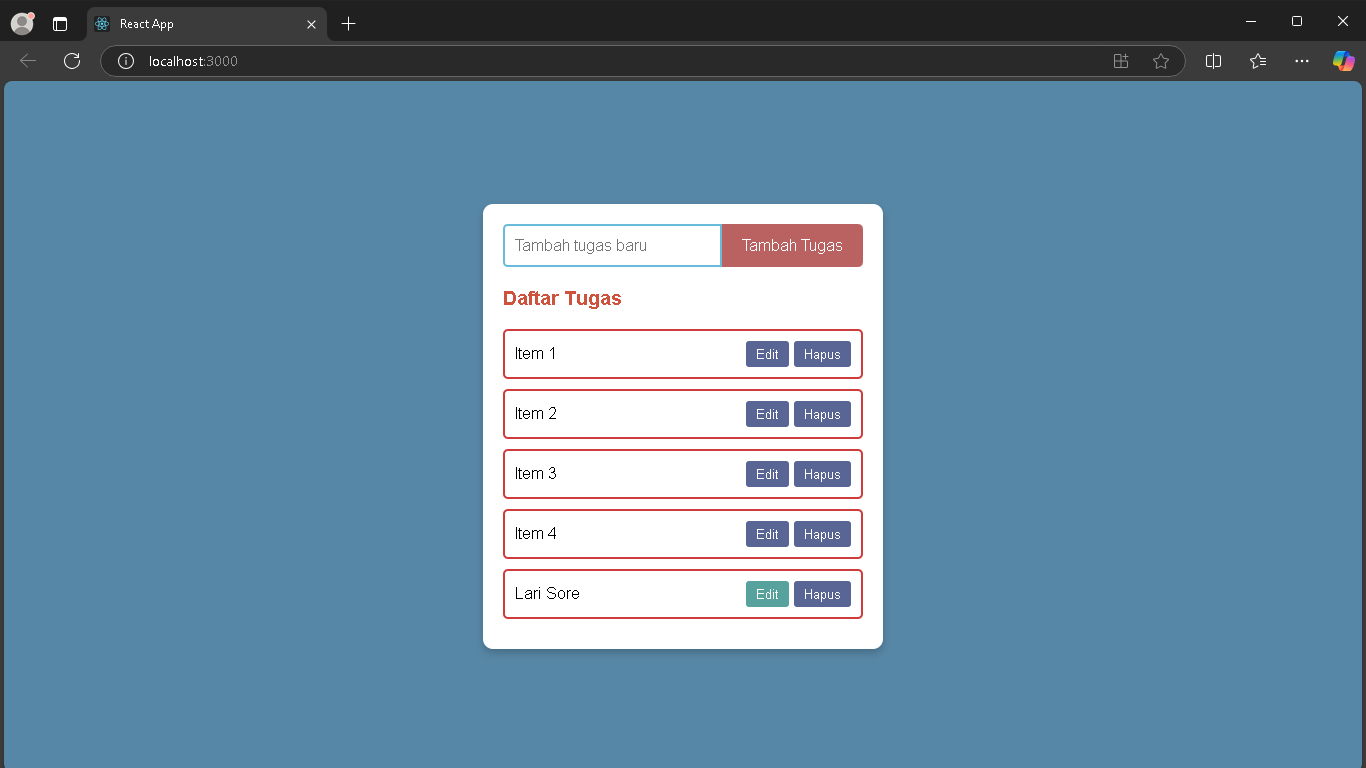 React App
localhost:3000
Tambah tugas baru Tambah Tugas
Daftar Tugas
Item 1 Edit Hapus
Item 2 Edit Hapus
Item 3 Edit Hapus
Item 4 Edit Hapus
Lari Sore Edit Hapus